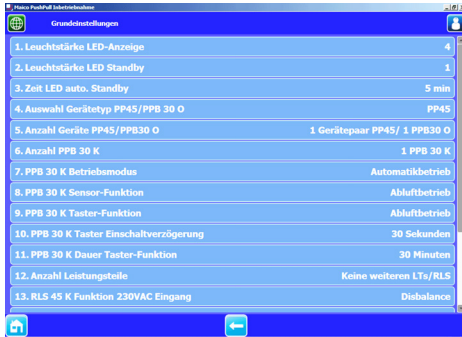 Maico PushPull Inbetriebnahme
Grundeinstellungen
1. Leuchtstärke LED-Anzeige 4
2. Leuchtstärke LED Standby 1
3. Zeit LED auto. Standby 5 min
4. Auswahl Gerätetyp PP45/PPB 30 O PP45
5. Anzahl Geräte PP45/PPB30 O 1 Gerätepaar PP45/ 1 PPB30 O
6. Anzahl PPB 30 K 1 PPB 30 K
7. PPB 30 K Betriebsmodus Automatikbetrieb
8. PPB 30 K Sensor-Funktion Abluftbetrieb
9. PPB 30 K Taster-Funktion Abluftbetrieb
10. PPB 30 K Taster Einschaltverzögerung 30 Sekunden
11. PPB 30 K Dauer Taster-Funktion 30 Minuten
12. Anzahl Leistungsteile Keine weiteren LTs/RLS
13. RLS 45 K Funktion 230VAC Eingang Disbalance